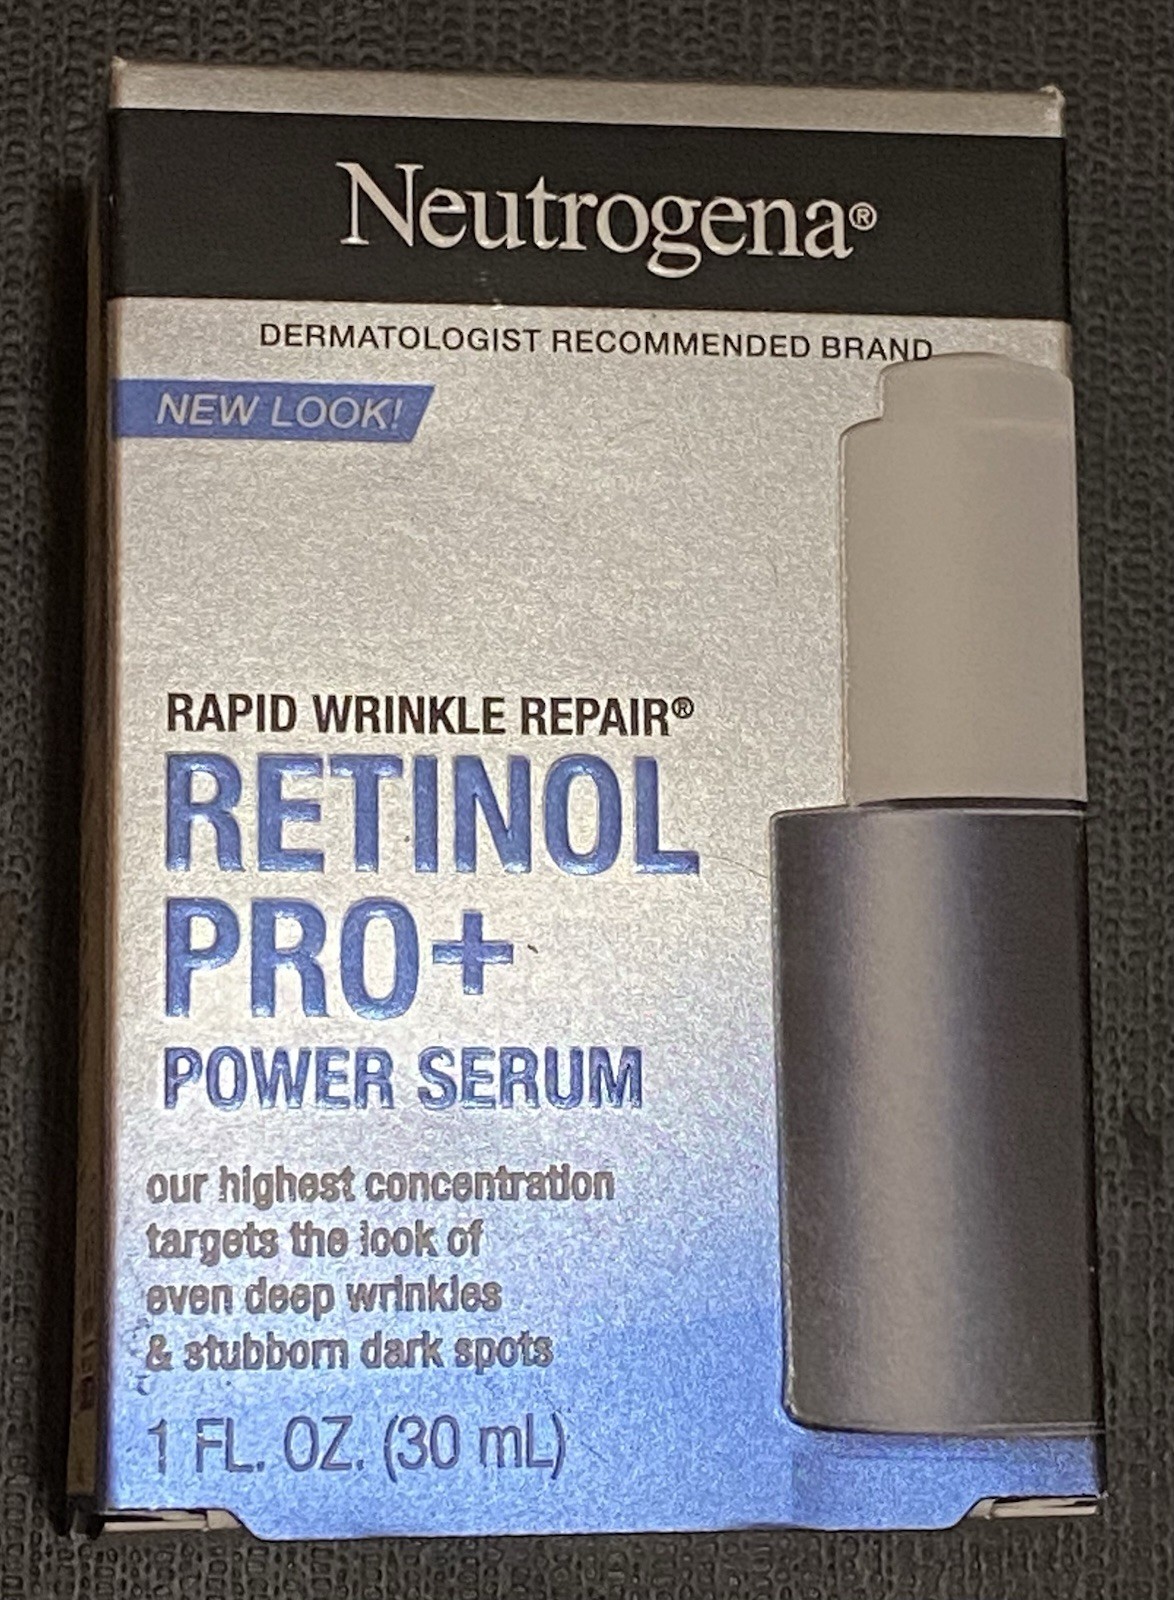 Neutrogena®
DERMATOLOGIST RECOMMENDED BRAND
NEW LOOK!
RAPID WRINKLE REPAIR®
RETINOL
PRO+
POWER SERUM
our highest concentration
targets the look of
even deep wrinkles
& stubborn dark spots
1 FL. OZ. (30 mL)